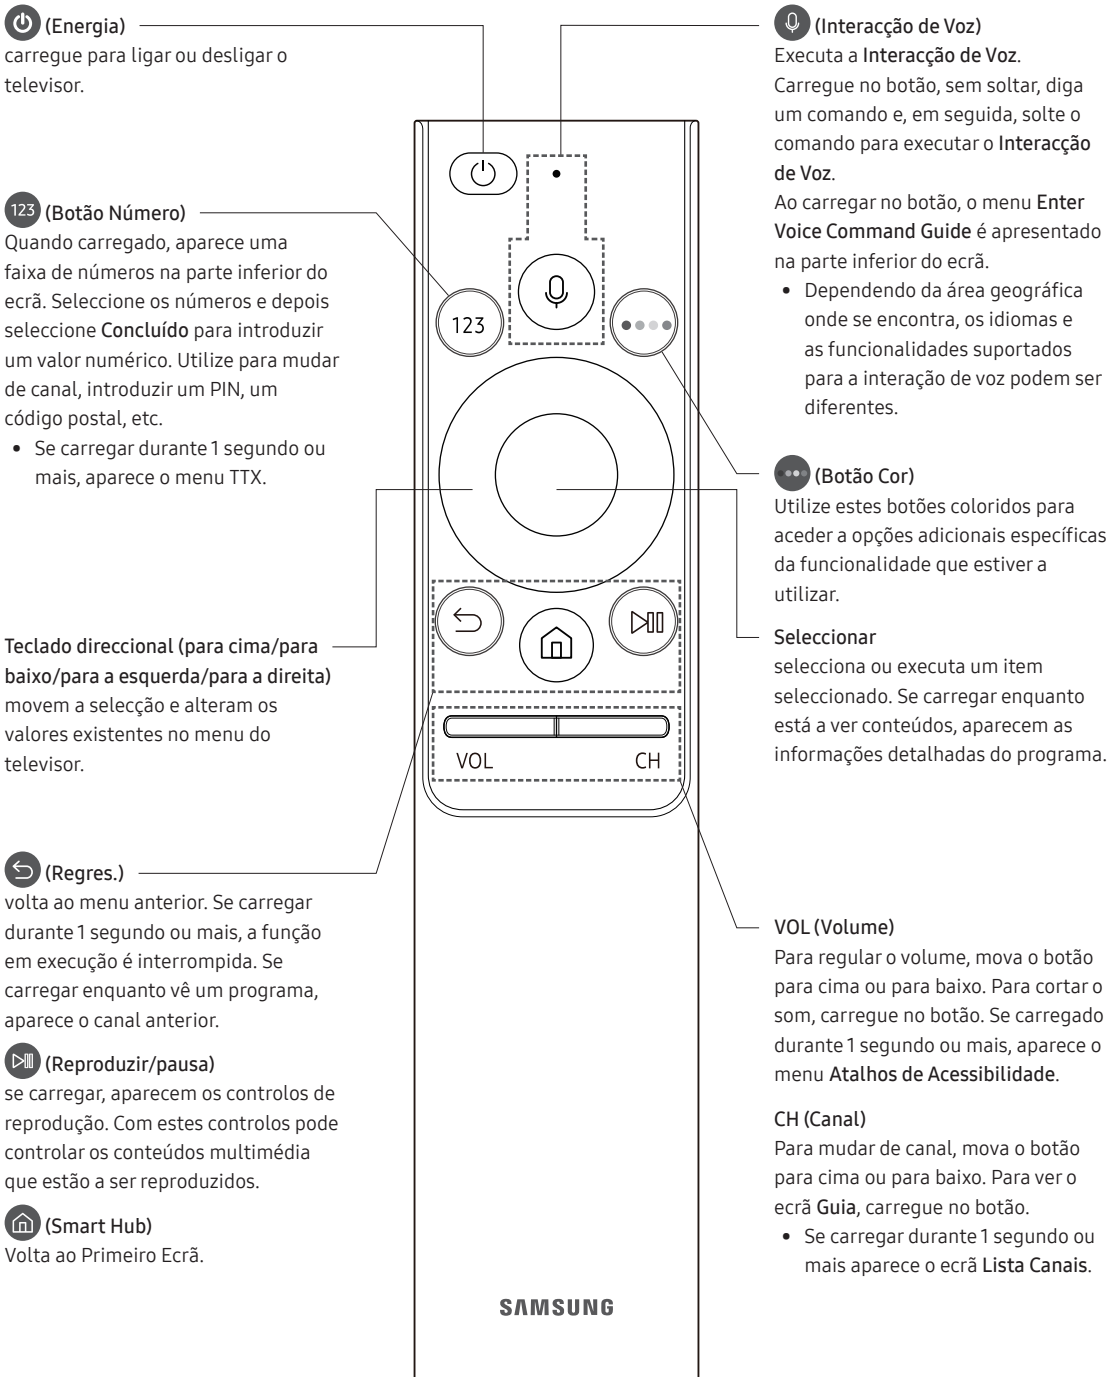 (Energia)
carregue para ligar ou desligar o
televisor.
123 (Botão Número)
Quando carregado, aparece uma
faixa de números na parte inferior do
ecrã. Seleccione os números e depois
seleccione Concluído para introduzir
um valor numérico. Utilize para mudar
de canal, introduzir um PIN, um
código postal, etc.
• Se carregar durante 1 segundo ou
mais, aparece o menu TTX.
Teclado direccional (para cima/para
baixo/para a esquerda/para a direita)
movem a selecção e alteram os
valores existentes no menu do
televisor.
(Regres.)
volta ao menu anterior. Se carregar
durante 1 segundo ou mais, a função
em execução é interrompida. Se
carregar enquanto vê um programa,
aparece o canal anterior.
(Reproduzir/pausa)
se carregar, aparecem os controlos de
reprodução. Com estes controlos pode
controlar os conteúdos multimédia
que estão a ser reproduzidos.
(Smart Hub)
Volta ao Primeiro Ecrã.
123
VOL CH
SAMSUNG
(Interacção de Voz)
Executa a Interacção de Voz.
Carregue no botão, sem soltar, diga
um comando e, em seguida, solte o
comando para executar o Interacção
de Voz.
Ao carregar no botão, o menu Enter
Voice Command Guide é apresentado
na parte inferior do ecrã.
• Dependendo da área geográfica
onde se encontra, os idiomas e
as funcionalidades suportados
para a interação de voz podem ser
diferentes.
(Botão Cor)
Utilize estes botões coloridos para
aceder a opções adicionais específicas
da funcionalidade que estiver a
utilizar.
Seleccionar
selecciona ou executa um item
seleccionado. Se carregar enquanto
está a ver conteúdos, aparecem as
informações detalhadas do programa.
VOL (Volume)
Para regular o volume, mova o botão
para cima ou para baixo. Para cortar o
som, carregue no botão. Se carregado
durante 1 segundo ou mais, aparece o
menu Atalhos de Acessibilidade.
CH (Canal)
Para mudar de canal, mova o botão
para cima ou para baixo. Para ver o
ecrã Guia, carregue no botão.
• Se carregar durante 1 segundo ou
mais aparece o ecrã Lista Canais.